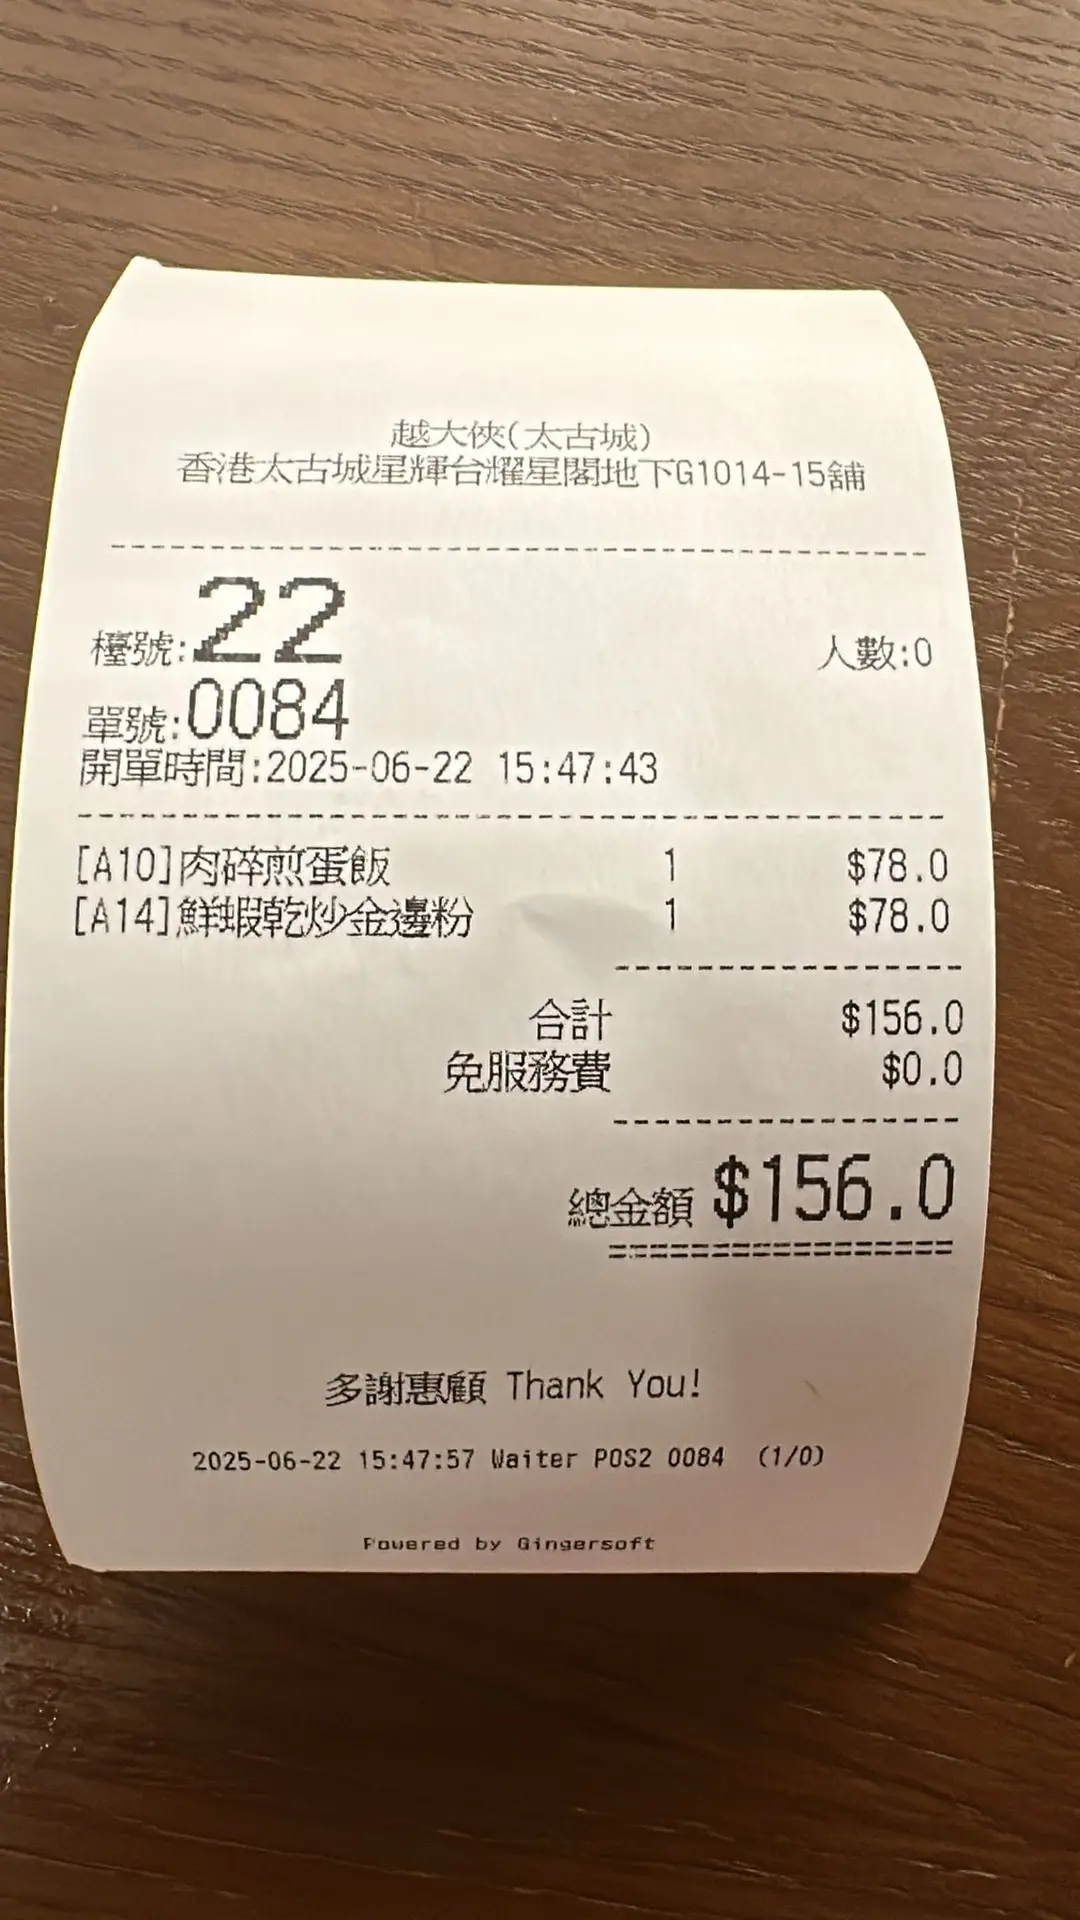 越大俠(太古城)
香港太古城星輝台耀星閣地下G1014-15舖
檯號:22 人數:0
單號:0084
開單時間:2025-06-22 15:47:43
[A10]肉碎煎蛋飯 1 $78.0
[A14]鮮蝦乾炒金邊粉 1 $78.0
合計 $156.0
免服務費 $0.0
總金額 $156.0
多謝惠顧 Thank You!
2025-06-22 15:47:57 Waiter POS2 0084 (1/0)
Powered by Gingersoft